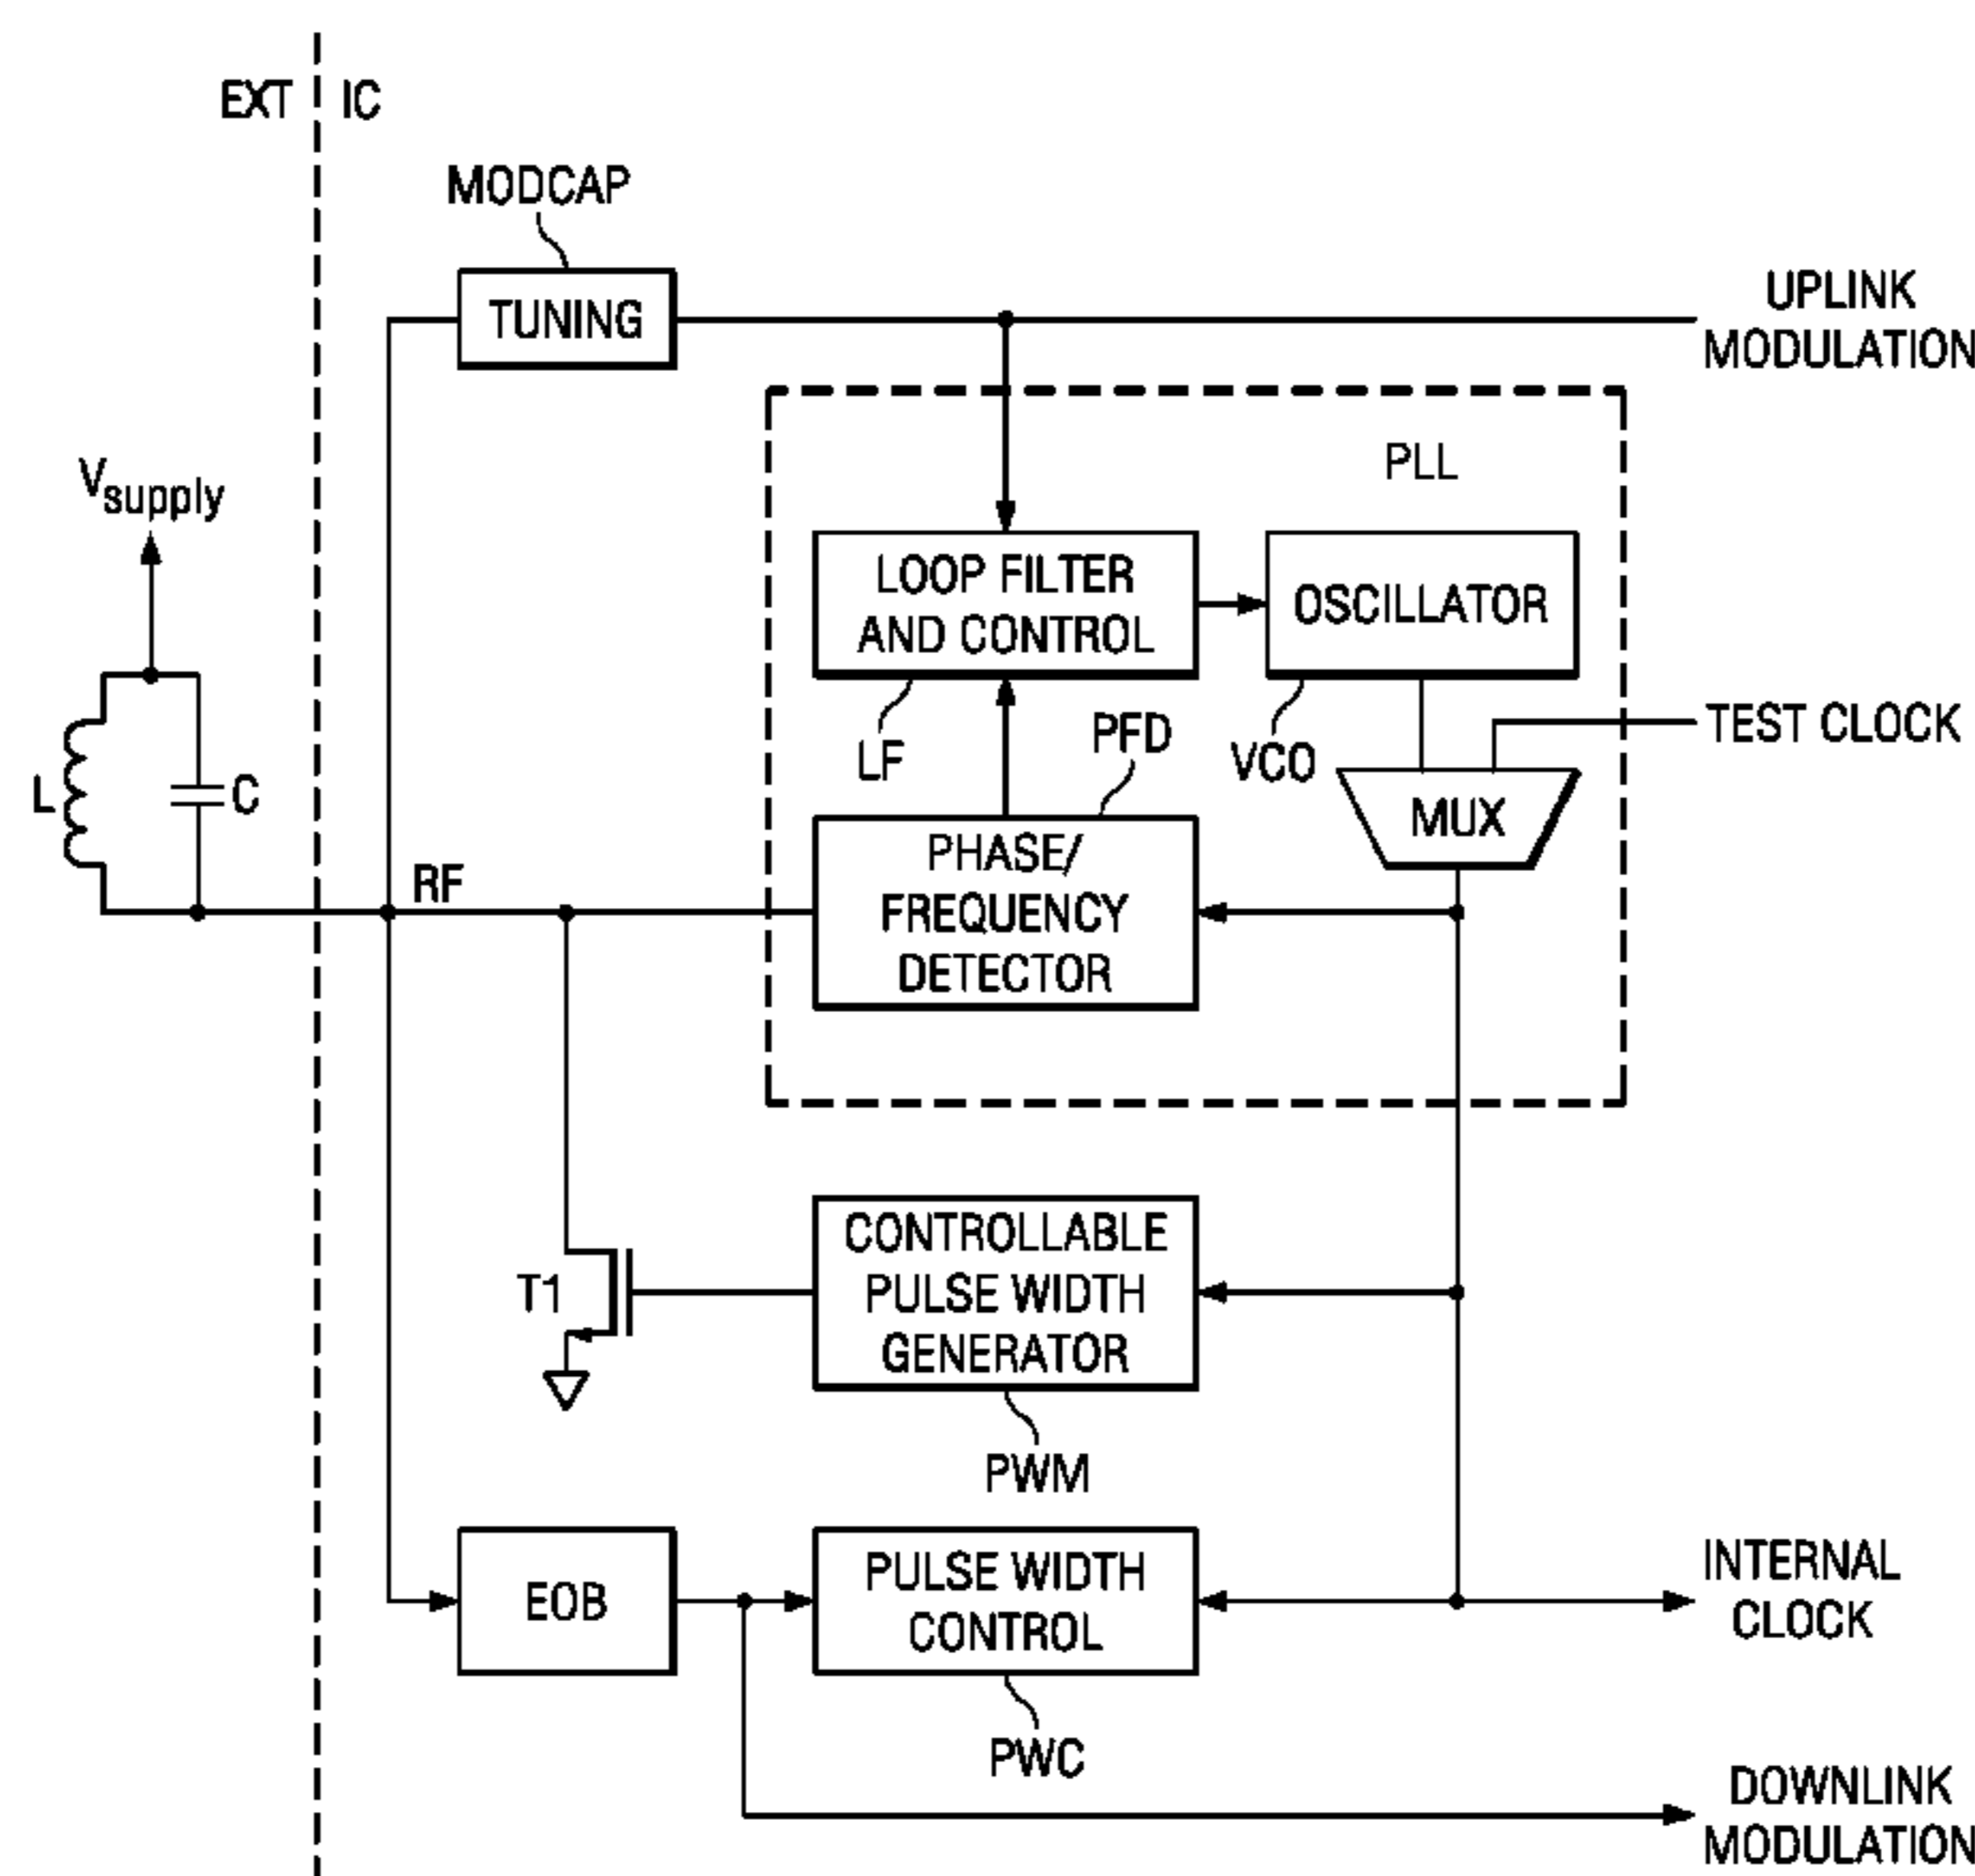 EXT
IC
MODCAP
TUNING
UPLINK
MODULATION
PLL
Vsupply
LOOP FILTER
AND CONTROL
OSCILLATOR
LF
PFD
VCO
TEST CLOCK
L
C
MUX
RF
PHASE/
FREQUENCY
DETECTOR
T1
CONTROLLABLE
PULSE WIDTH
GENERATOR
PWM
EOB
PULSE WIDTH
CONTROL
INTERNAL
CLOCK
PWC
DOWNLINK
MODULATION